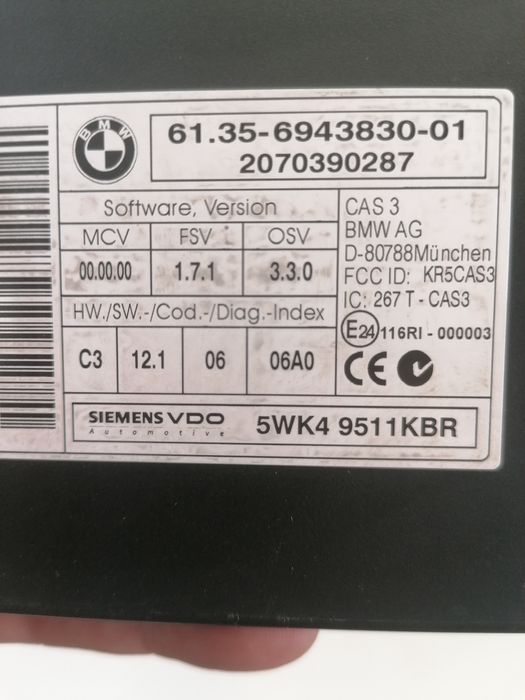 BMW
61.35-6943830-01
2070390287
Software, Version
MCV FSV OSV
00.00.00 1.7.1 3.3.0
HW./SW.-/Cod.-/Diag.-Index
C3 12.1 06 06A0
CAS 3
BMW AG
D-80788München
FCC ID: KR5CAS3
IC: 267 T - CAS3
E24 116RI - 000003
CE
SIEMENS VDO
Automotive
5WK4 9511KBR